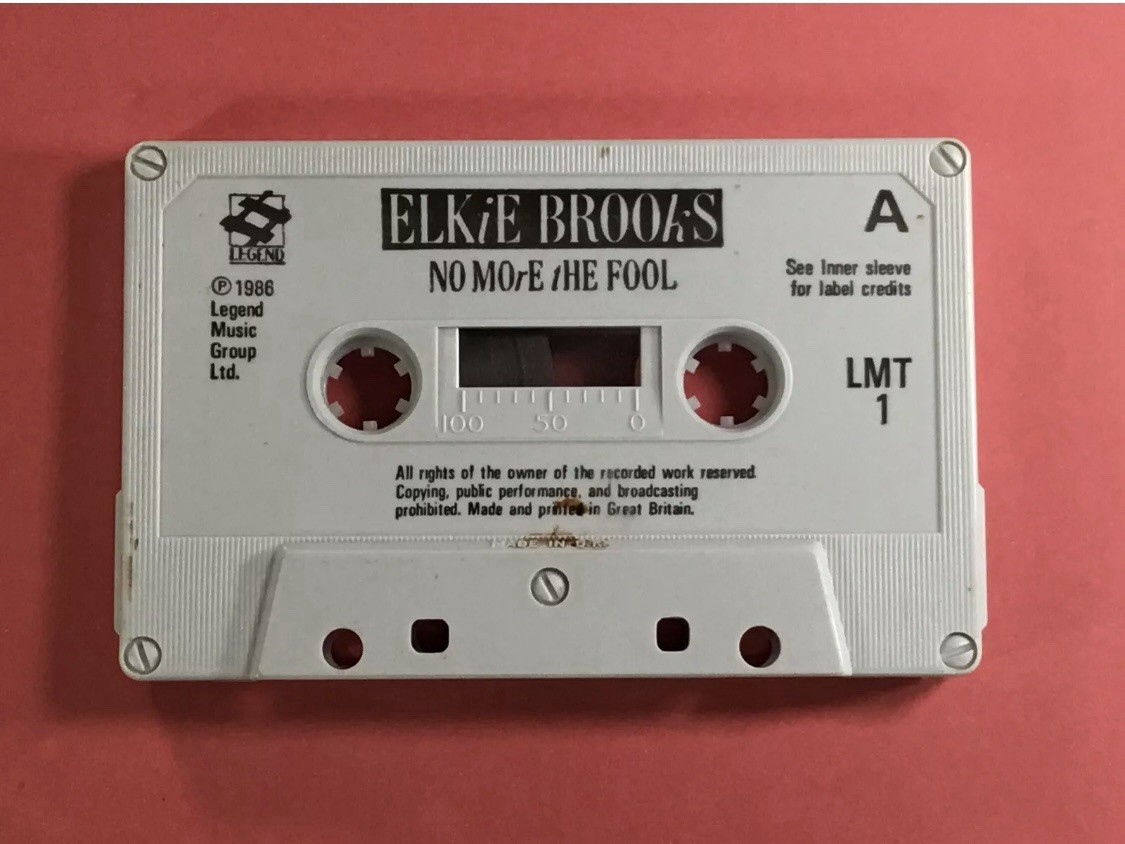 LEGEND
ELKiE BROOkS
NO MOrE tHE FOOL
A
See Inner sleeve
for label credits
℗ 1986
Legend
Music
Group
Ltd.
LMT
1
100 50 0
All rights of the owner of the recorded work reserved.
Copying, public performance, and broadcasting
prohibited. Made and printed in Great Britain.
MADE IN U.K.